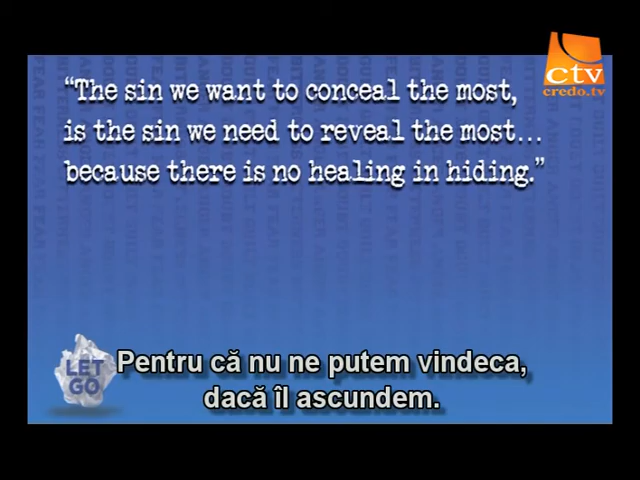 ctv
credo.tv
“The sin we want to conceal the most,
is the sin we need to reveal the most...
because there is no healing in hiding.”
LET
GO
Pentru că nu ne putem vindeca,
dacă îl ascundem.